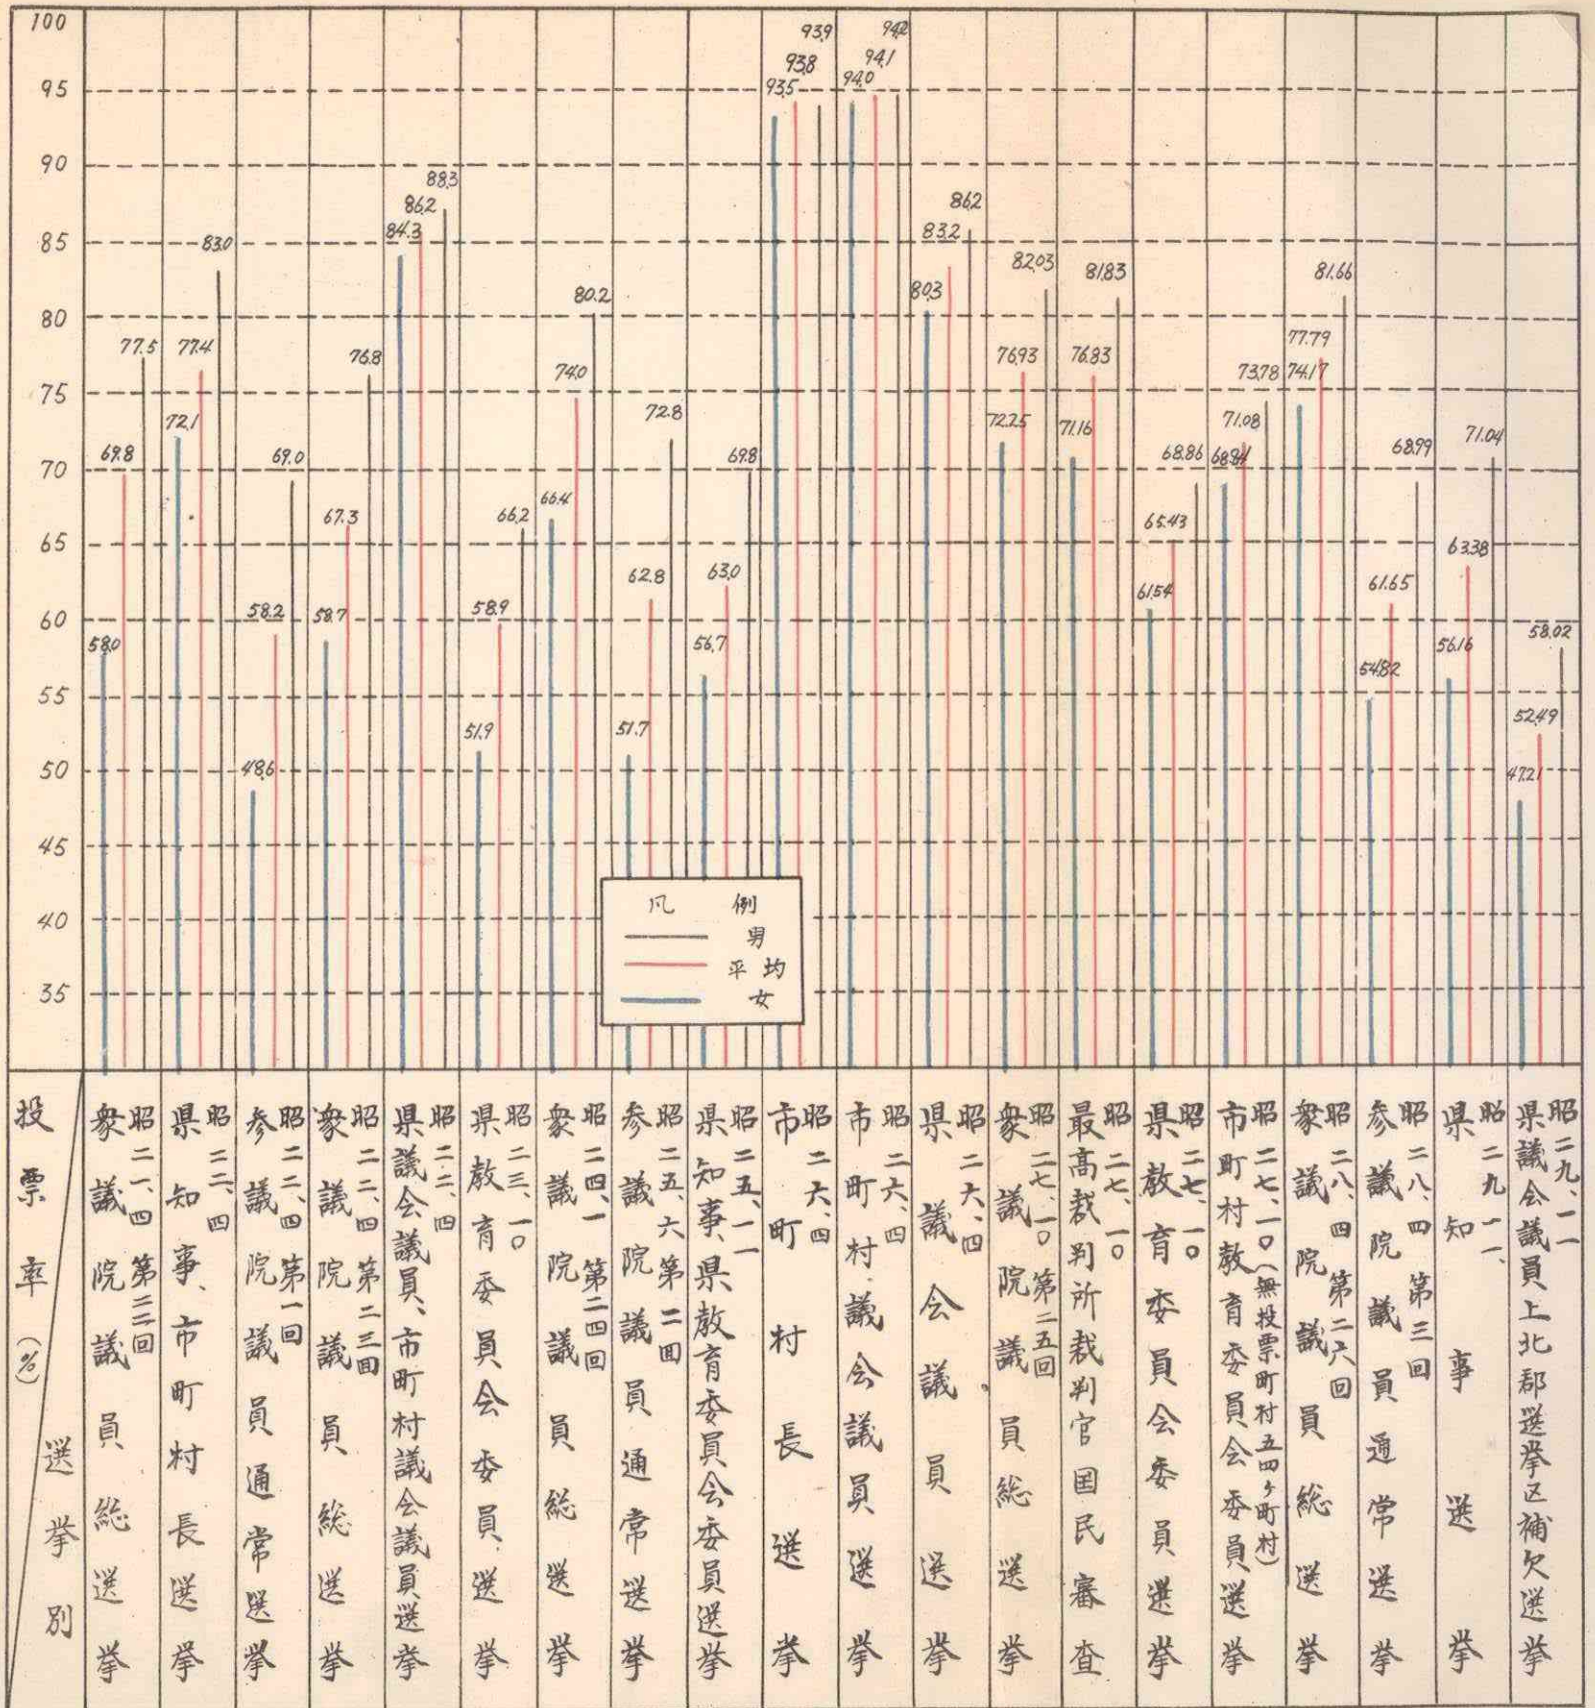 100
95
90
85
80
75
70
65
60
55
50
45
40
35
58.0
69.8
77.5
72.1
77.4
83.0
48.6
58.2
69.0
58.7
67.3
76.8
84.3
86.2
88.3
51.9
58.9
66.2
66.4
74.0
80.2
51.7
62.8
72.8
56.7
63.0
69.8
93.5
93.8
93.9
94.0
94.1
94.2
80.3
83.2
86.2
72.25
76.93
82.03
71.16
76.83
81.83
61.54
65.43
68.86
71.08
73.78
74.17
77.79
81.66
54.82
61.65
68.99
56.16
63.38
71.04
47.21
52.49
58.02
凡例
男
平均
女
投票率(%)
選挙別
昭二一、四 第二二回
衆議院議員総選挙
昭二二、四
県知事、市町村長選挙
昭二二、四 第一回
参議院議員通常選挙
昭二二、四 第二三回
衆議院議員総選挙
昭二二、四
県議会議員、市町村議会議員選挙
昭二三、一〇
県教育委員会委員選挙
昭二四、一 第二四回
衆議院議員総選挙
昭二五、六 第二回
参議院議員通常選挙
昭二五、一一
県知事、県教育委員会委員選挙
昭二六、四
市町村長選挙
昭二六、四
市町村議会議員選挙
昭二六、四
県議会議員選挙
昭二七、一〇 第二五回
衆議院議員総選挙
昭二七、一〇
最高裁判所裁判官国民審査
昭二七、一〇
県教育委員会委員選挙
昭二七、一〇(無投票町村五四ヶ町村)
市町村教育委員会委員選挙
昭二八、四 第二六回
衆議院議員総選挙
昭二八、四 第三回
参議院議員通常選挙
昭二九、一一、
県知事選挙
昭二九、一一
県議会議員上北郡選挙区補欠選挙